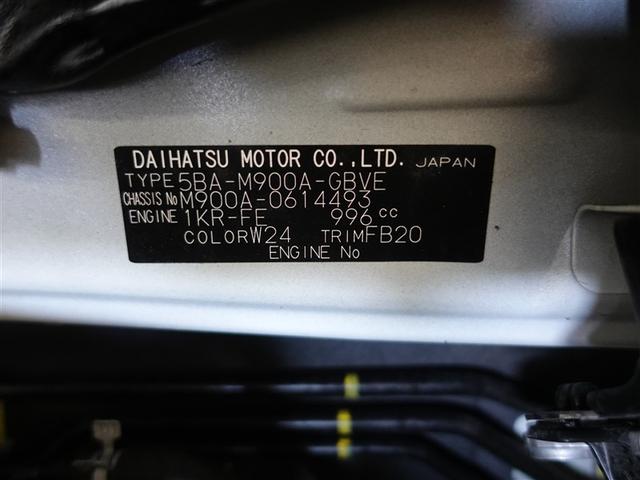 DAIHATSU MOTOR CO.,LTD. JAPAN
TYPE 5BA-M900A-GBVE
CHASSIS No M900A-0614493
ENGINE 1KR-FE 996 cc
COLOR W24 TRIM FB20
ENGINE No